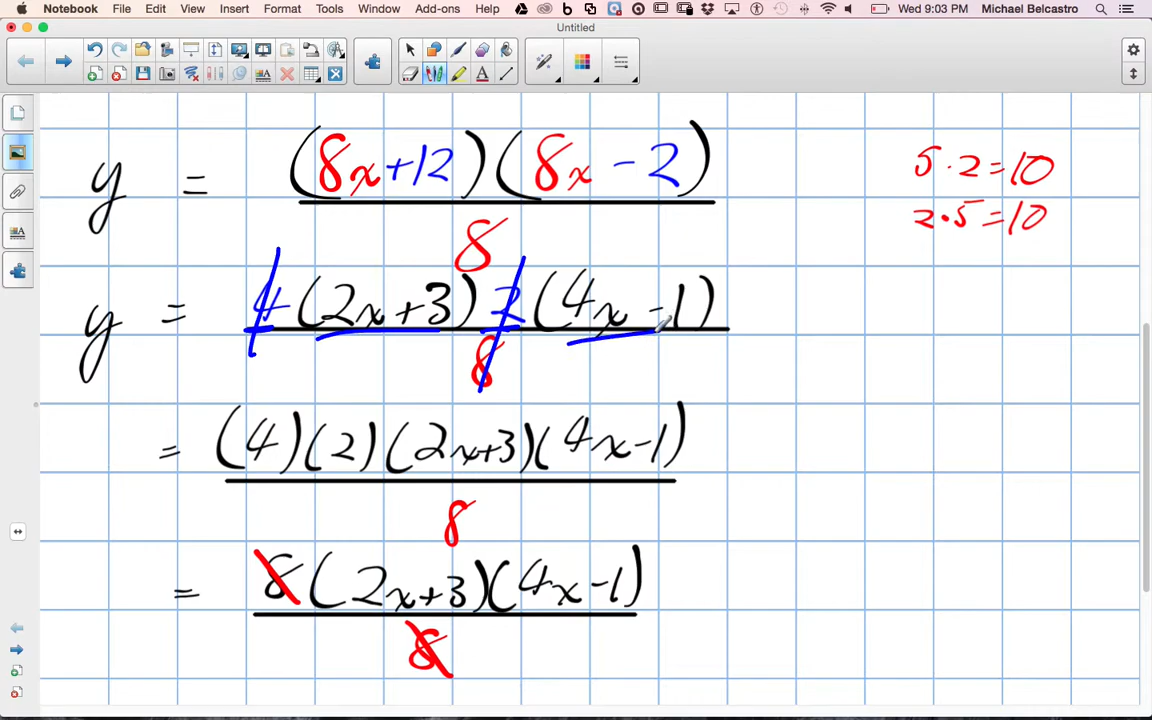 Notebook File Edit View Insert Format Tools Window Add-ons Help Wed 9:03 PM Michael Belcastro
Untitled
y = (8x+12)(8x-2)
8
5·2=10
2·5=10
y = 4(2x+3)2(4x-1)
8
= (4)(2)(2x+3)(4x-1)
8
= 8(2x+3)(4x-1)
8